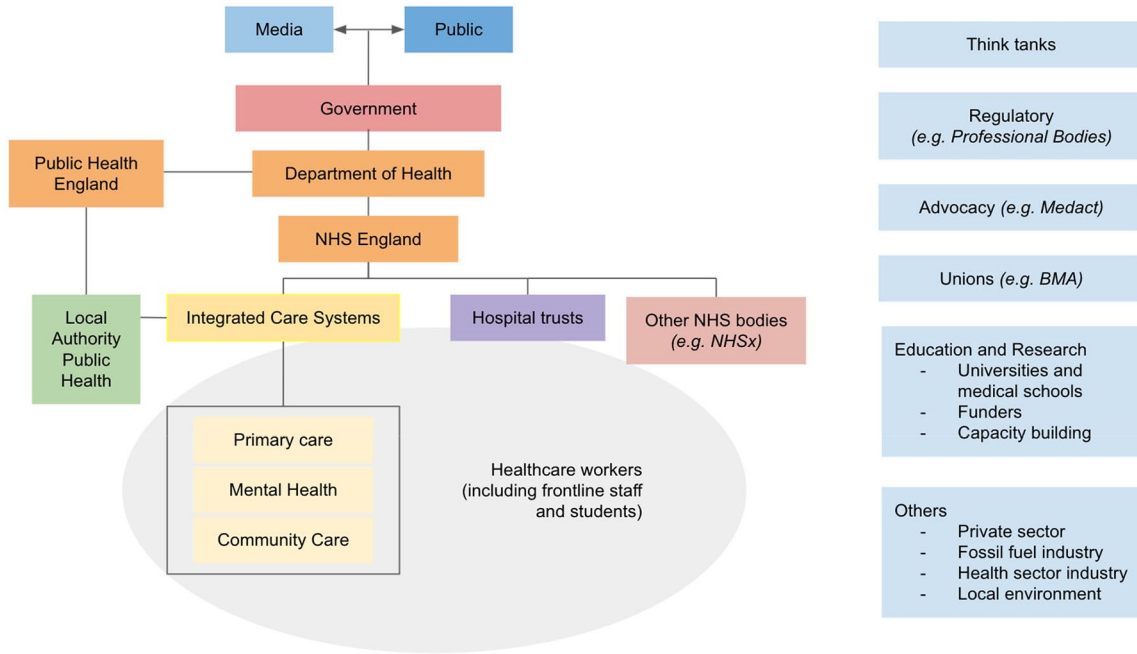 Media
Public
Government
Public Health
England
Department of Health
NHS England
Local
Authority
Public
Health
Integrated Care Systems
Hospital trusts
Other NHS bodies
(e.g. NHSx)
Primary care
Mental Health
Community Care
Healthcare workers
(including frontline staff
and students)
Think tanks
Regulatory
(e.g. Professional Bodies)
Advocacy (e.g. Medact)
Unions (e.g. BMA)
Education and Research
- Universities and
medical schools
- Funders
- Capacity building
Others
- Private sector
- Fossil fuel industry
- Health sector industry
- Local environment